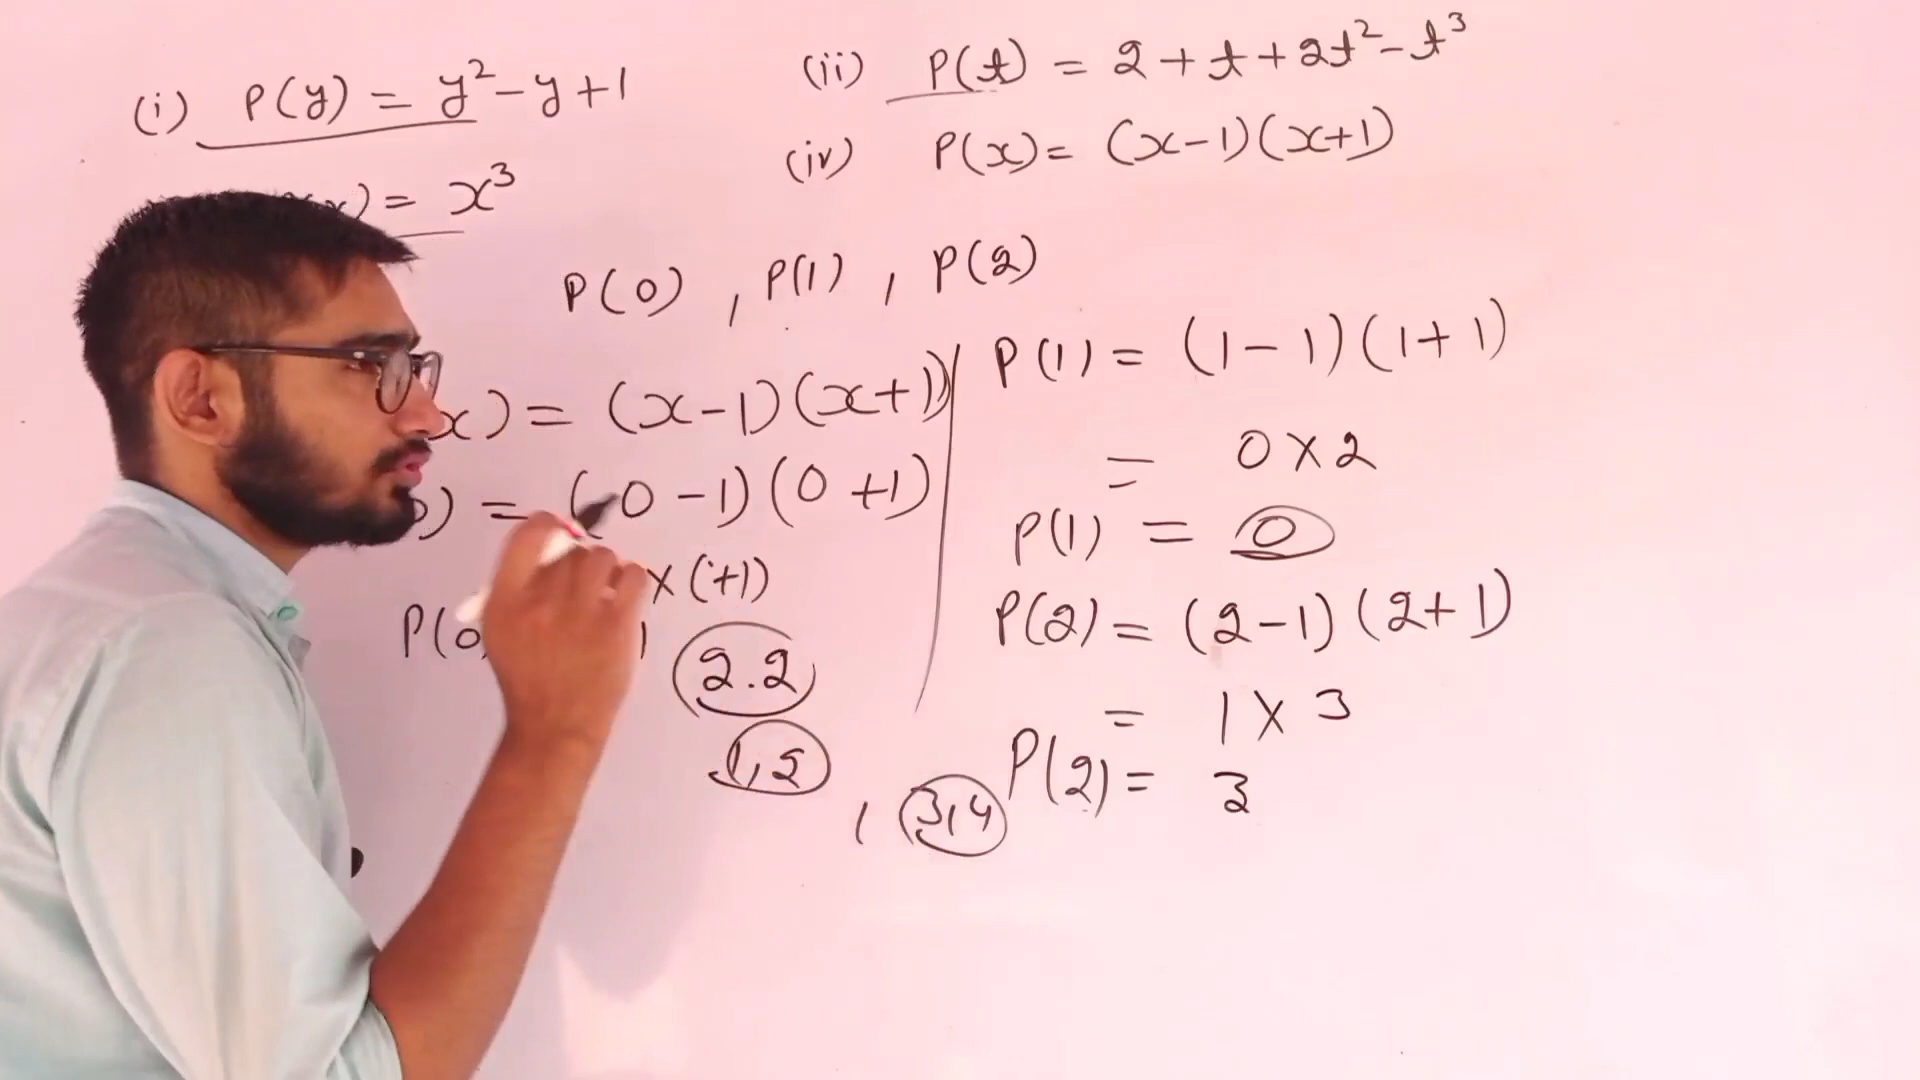 (i) P(y) = y² - y + 1
(ii) P(t) = 2 + t + 2t² - t³
x) = x³
(iv) P(x) = (x-1)(x+1)
P(0) , P(1) , P(2)
x) = (x-1)(x+1)
) = (0-1)(0+1)
x (+1)
P(0
2.2
1,2
, 3,4
P(1) = (1-1)(1+1)
= 0 x 2
P(1) = 0
P(2) = (2-1)(2+1)
= 1 x 3
P(2) = 3